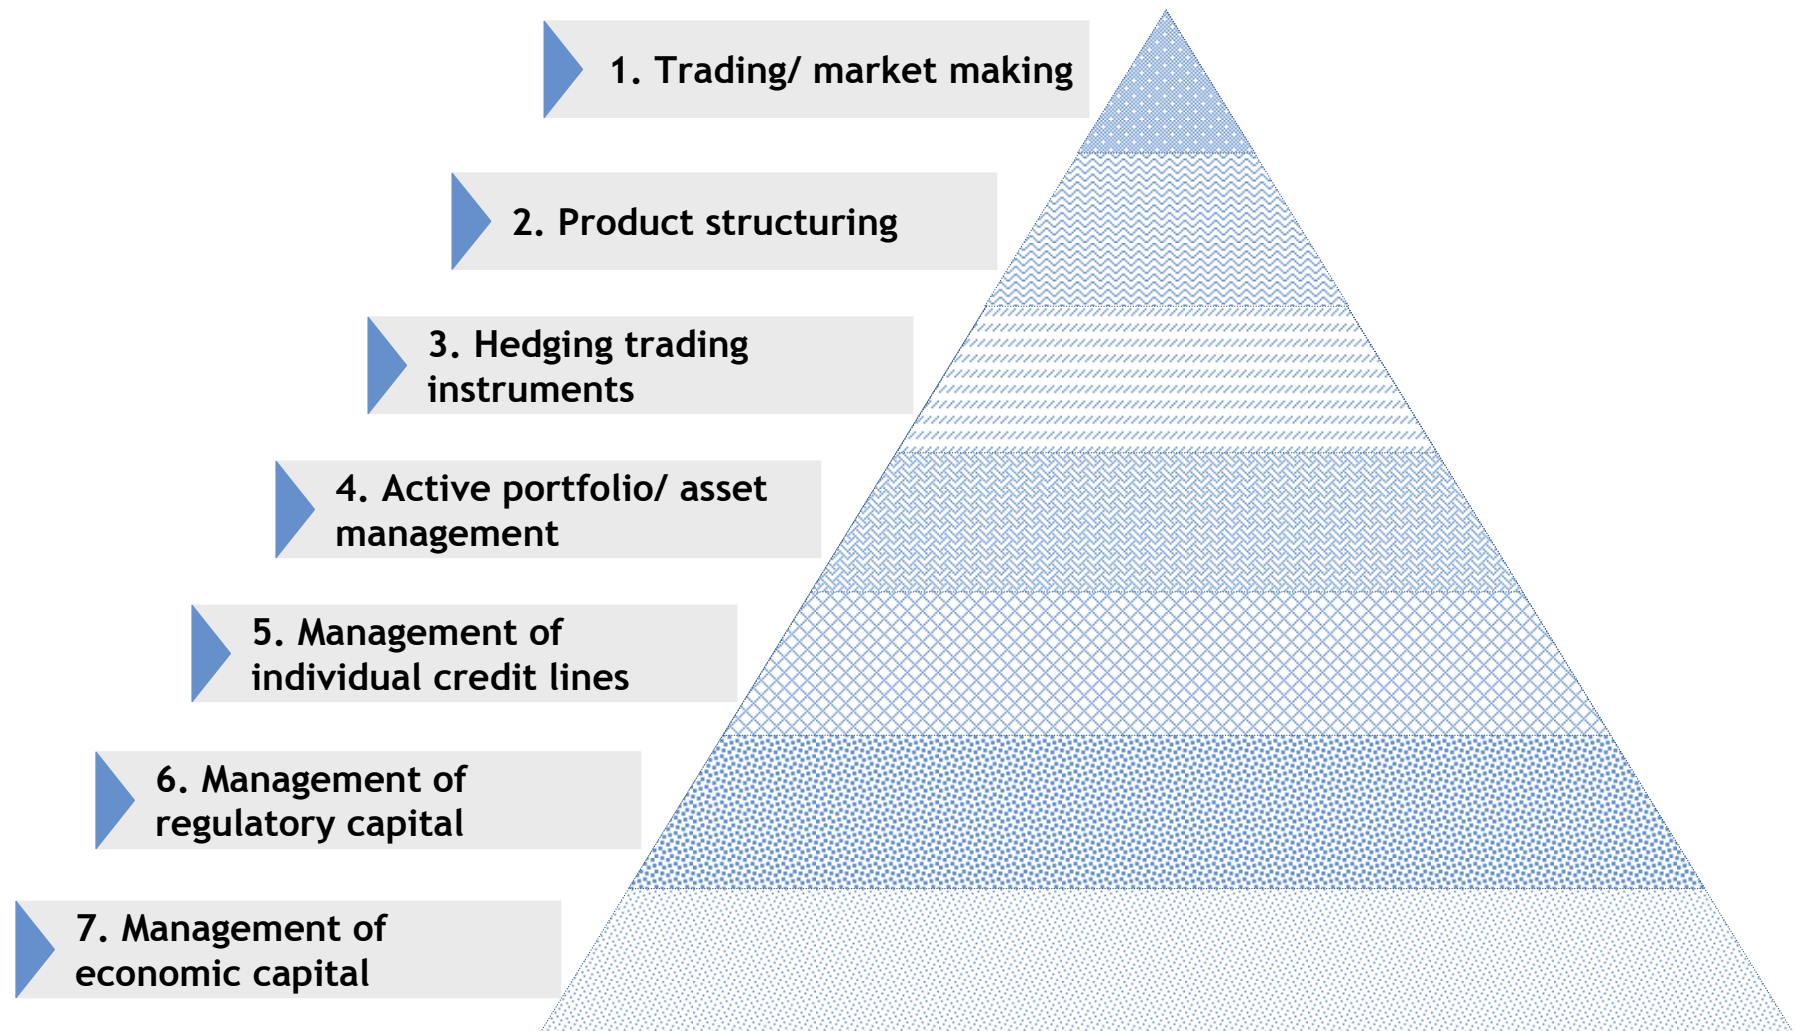 1. Trading/ market making
2. Product structuring
3. Hedging trading
instruments
4. Active portfolio/ asset
management
5. Management of
individual credit lines
6. Management of
regulatory capital
7. Management of
economic capital